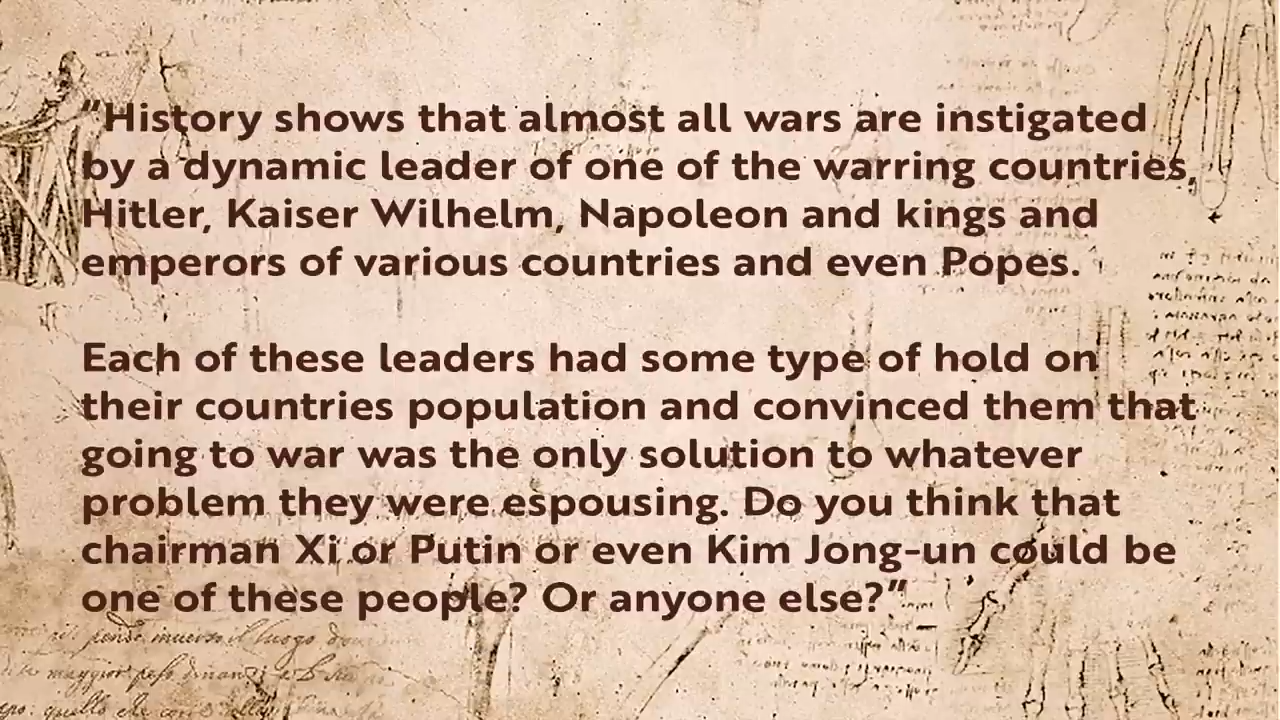 “History shows that almost all wars are instigated
by a dynamic leader of one of the warring countries,
Hitler, Kaiser Wilhelm, Napoleon and kings and
emperors of various countries and even Popes.
Each of these leaders had some type of hold on
their countries population and convinced them that
going to war was the only solution to whatever
problem they were espousing. Do you think that
chairman Xi or Putin or even Kim Jong-un could be
one of these people? Or anyone else?”